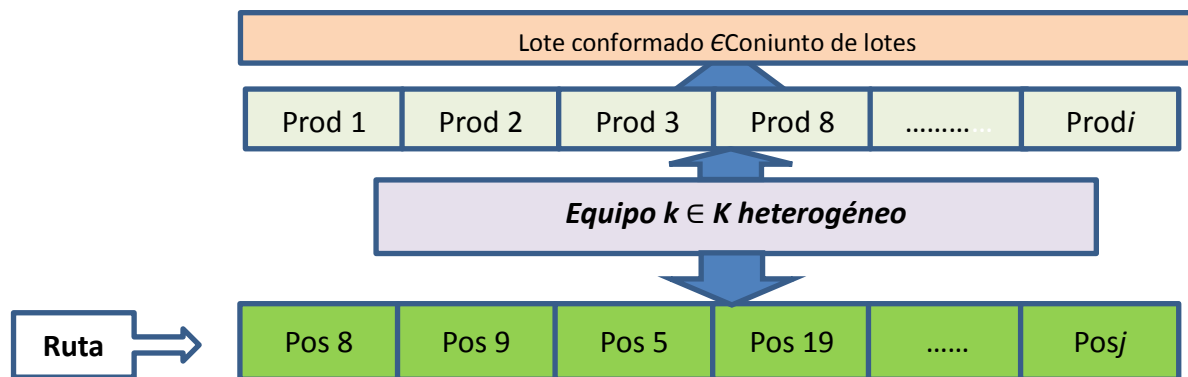 Lote conformado ЄConiunto de lotes
Prod 1 Prod 2 Prod 3 Prod 8 ............ Prodi
Equipo k ∈ K heterogéneo
Ruta Pos 8 Pos 9 Pos 5 Pos 19 ...... Posj